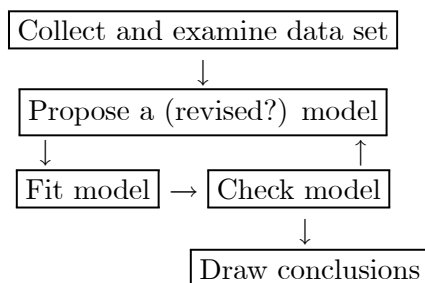 Collect and examine data set
Propose a (revised?) model
Fit model
Check model
Draw conclusions